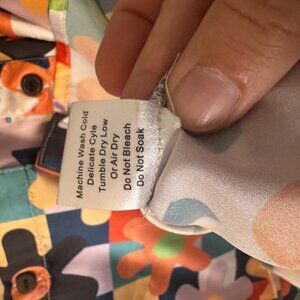 Machine Wash Cold
Delicate Cyle
Tumble Dry Low
Or Air Dry
Do Not Bleach
Do Not Soak